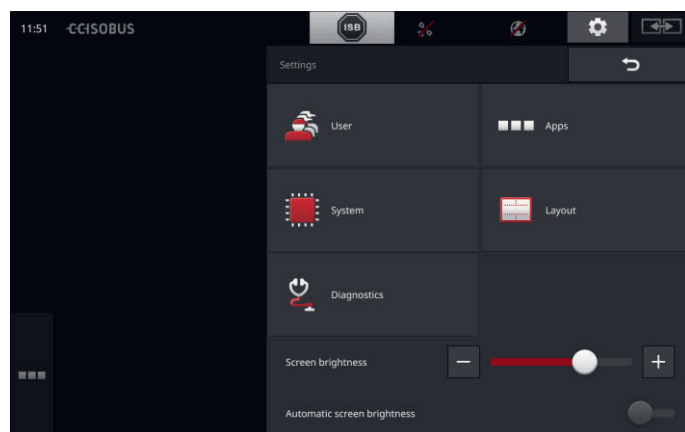 11:51 -CCISOBUS ISB
Settings
User Apps
System Layout
Diagnostics
Screen brightness
Automatic screen brightness